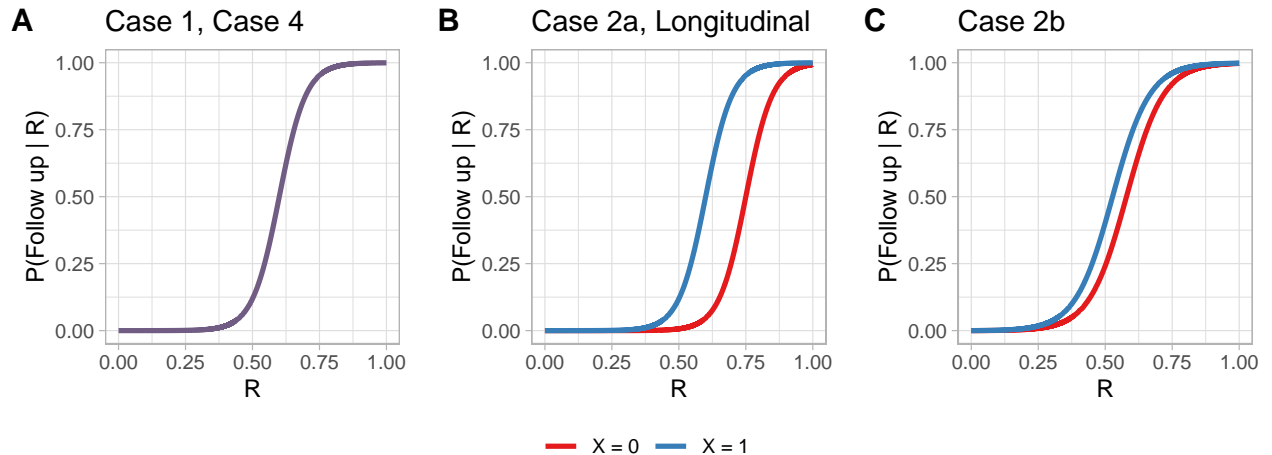 A Case 1, Case 4
P(Follow up | R)
1.00
0.75
0.50
0.25
0.00
0.00 0.25 0.50 0.75 1.00
R
B Case 2a, Longitudinal
P(Follow up | R)
1.00
0.75
0.50
0.25
0.00
0.00 0.25 0.50 0.75 1.00
R
C Case 2b
P(Follow up | R)
1.00
0.75
0.50
0.25
0.00
0.00 0.25 0.50 0.75 1.00
R
X = 0 X = 1